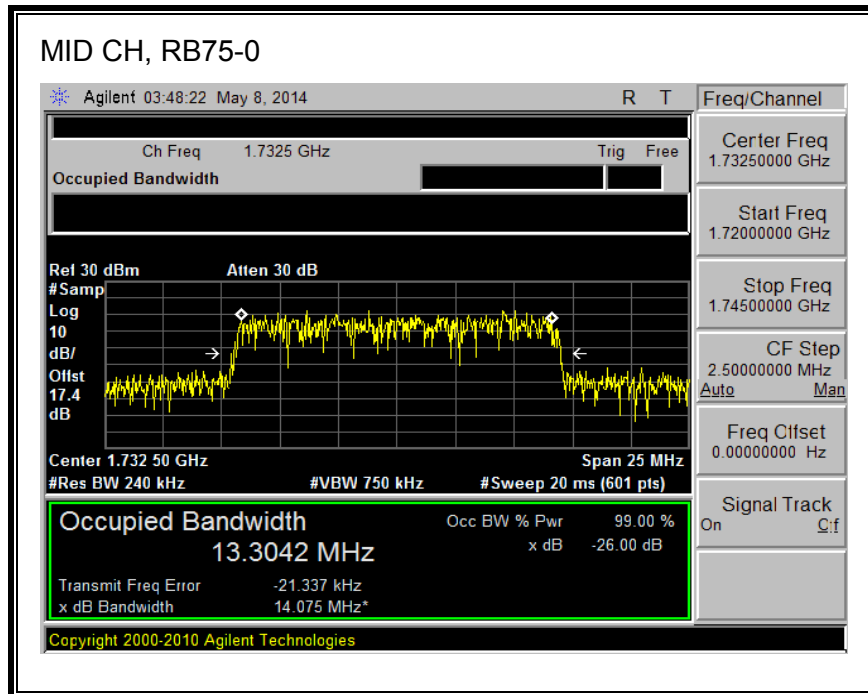 MID CH, RB75-0
Agilent 03:48:22 May 8, 2014 R T
Freq/Channel
Ch Freq 1.7325 GHz Trig Free
Occupied Bandwidth
Center Freq
1.73250000 GHz
Start Freq
1.72000000 GHz
Stop Freq
1.74500000 GHz
CF Step
2.50000000 MHz
Auto Man
Freq Offset
0.00000000 Hz
Signal Track
On Off
Ref 30 dBm Atten 30 dB
#Samp
Log
10
dB/
Offst
17.4
dB
Center 1.732 50 GHz Span 25 MHz
#Res BW 240 kHz #VBW 750 kHz #Sweep 20 ms (601 pts)
Occupied Bandwidth
13.3042 MHz
Occ BW % Pwr 99.00 %
x dB -26.00 dB
Transmit Freq Error -21.337 kHz
x dB Bandwidth 14.075 MHz*
Copyright 2000-2010 Agilent Technologies